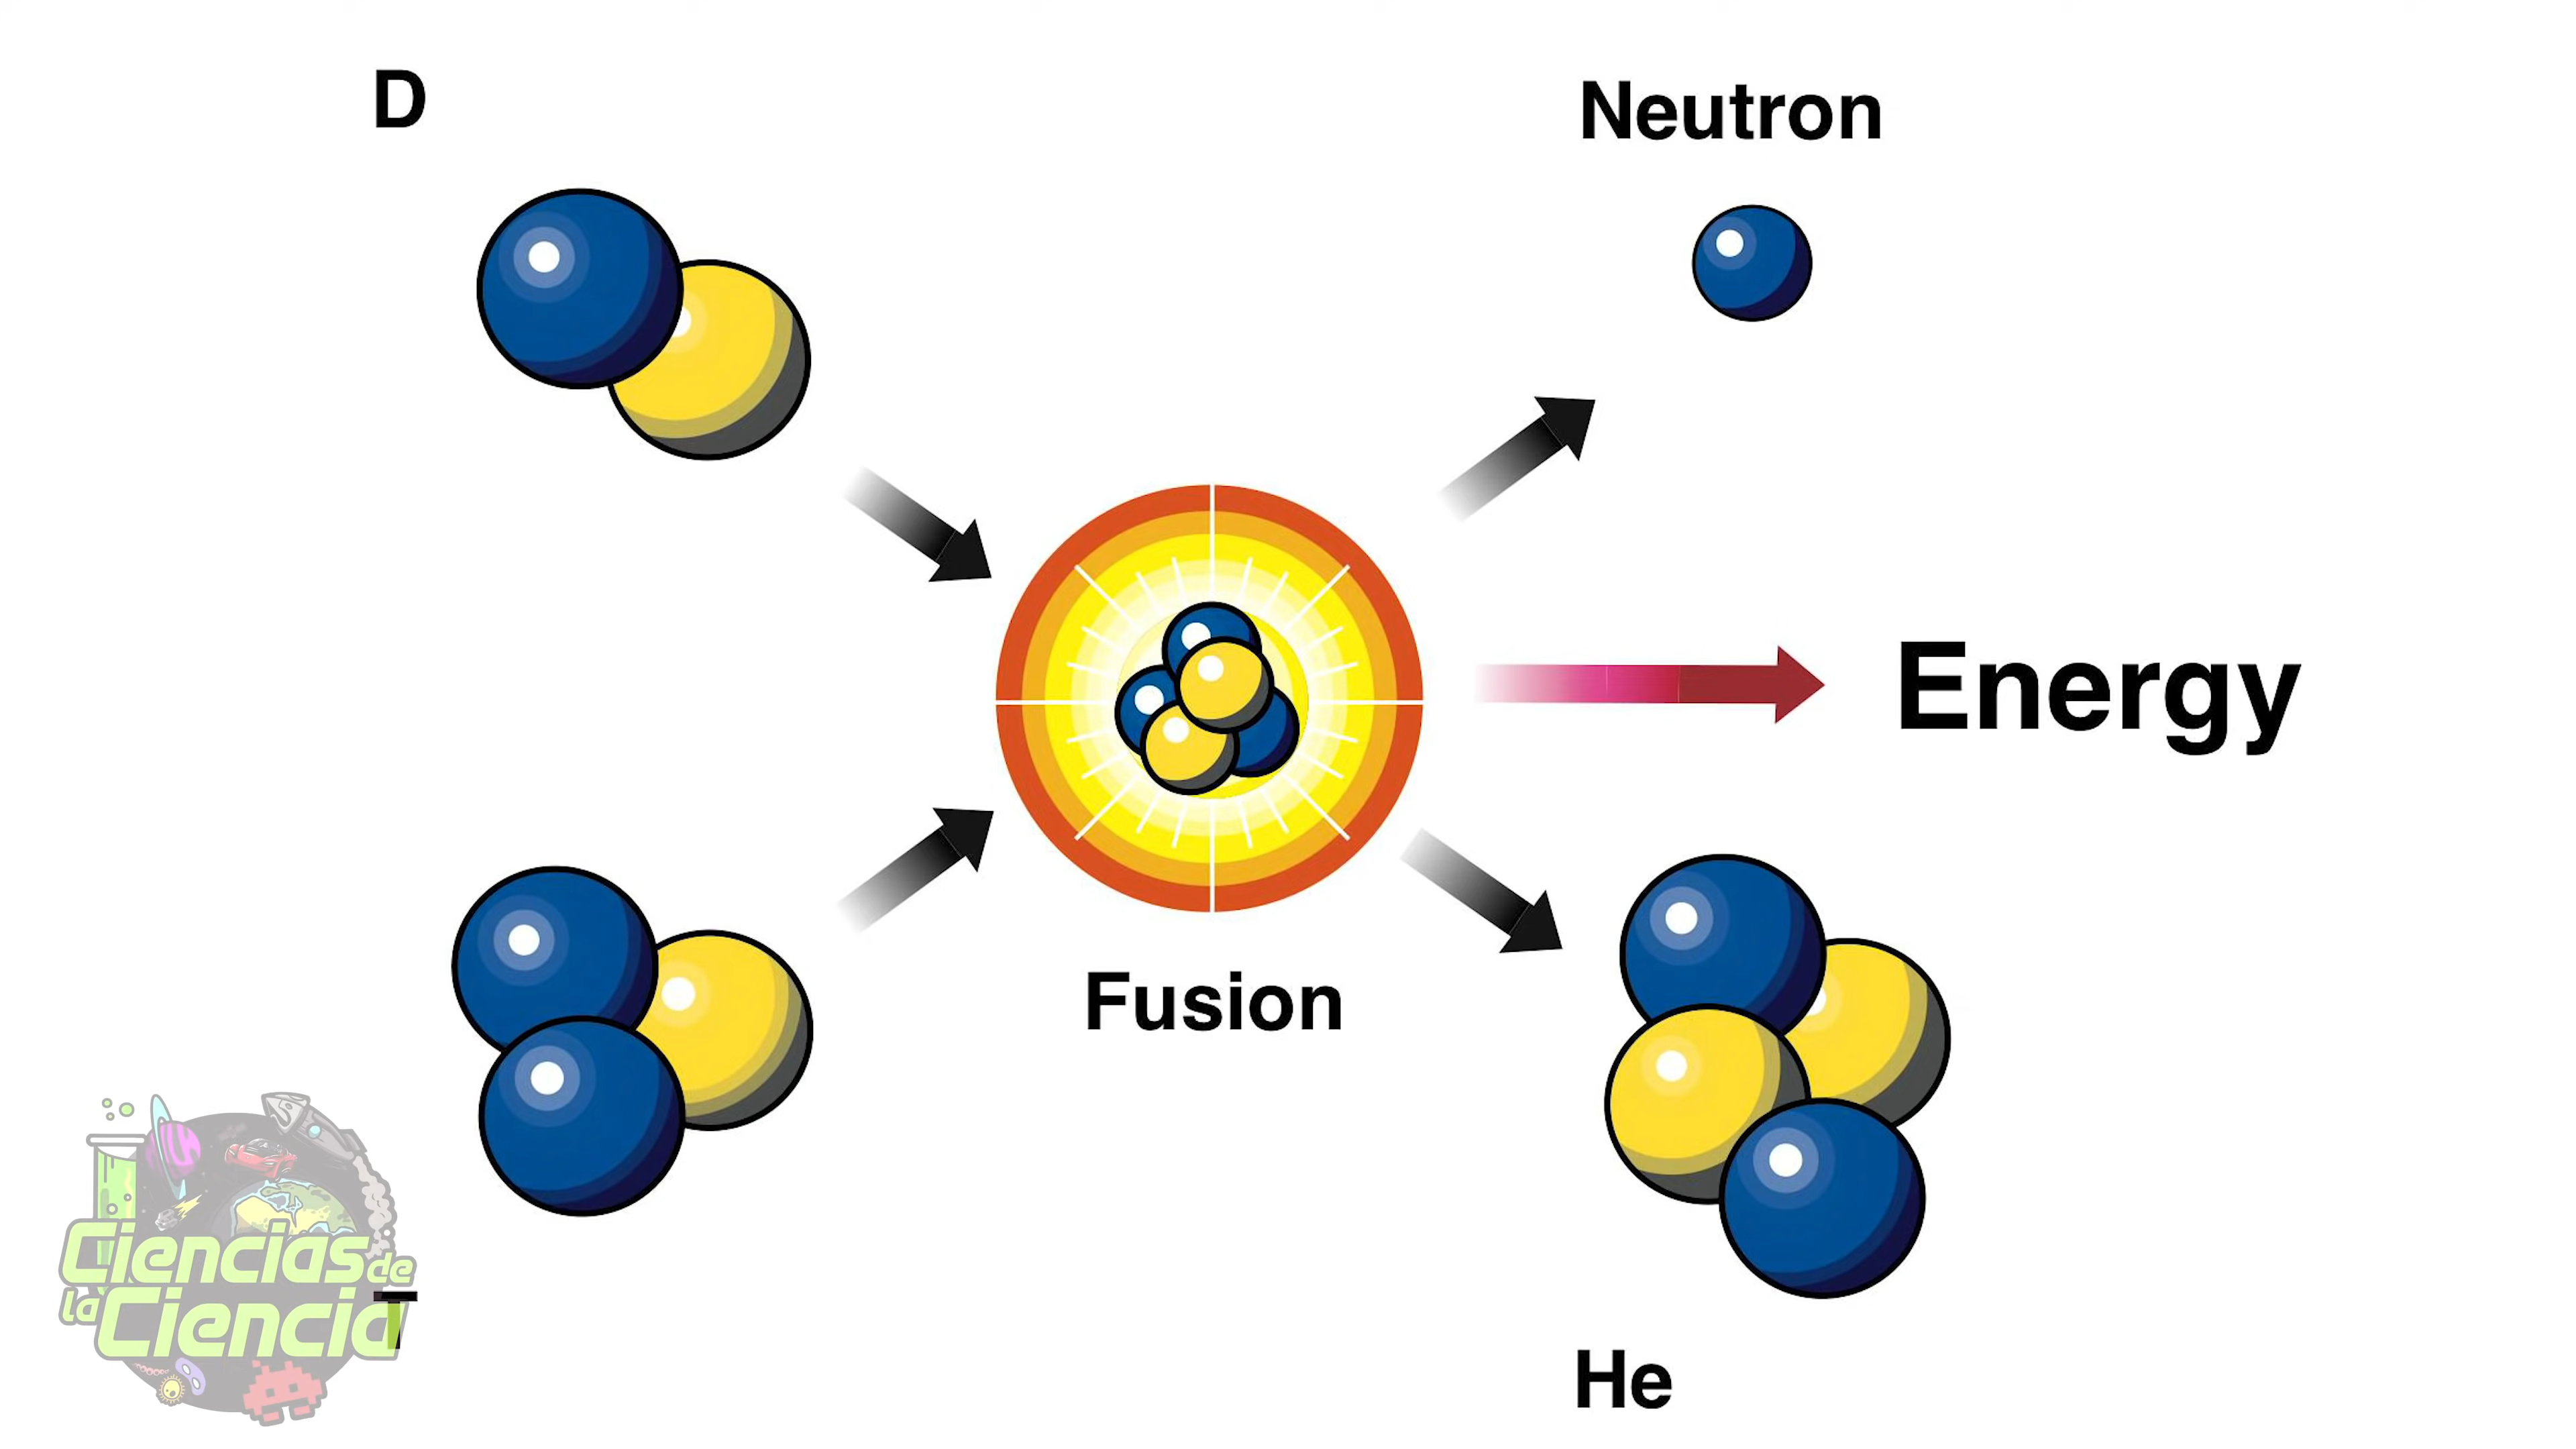 D
Neutron
Energy
Fusion
Ciencias de
la Ciencia
T
He